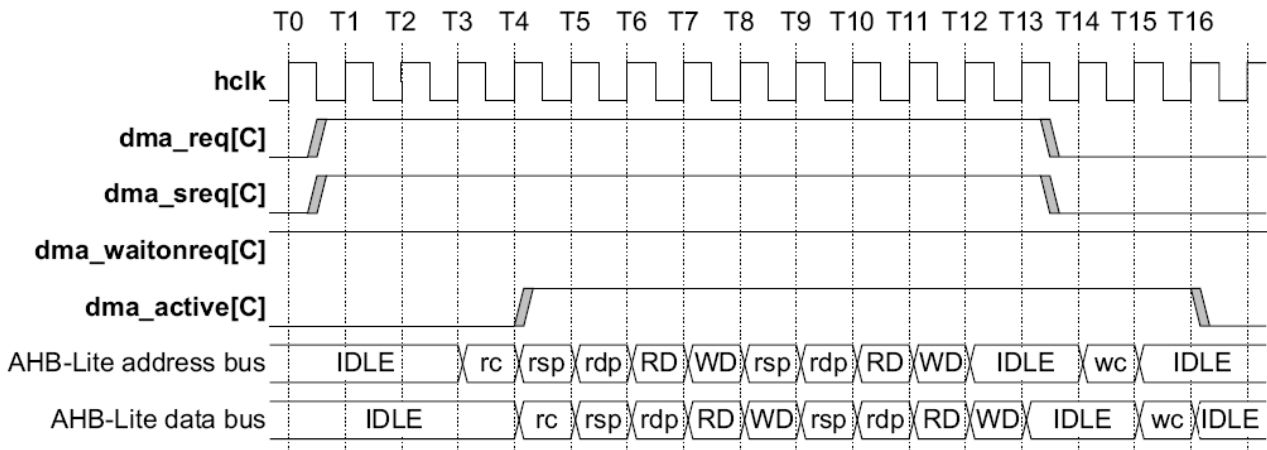 T0 T1 T2 T3 T4 T5 T6 T7 T8 T9 T10 T11 T12 T13 T14 T15 T16
hclk
dma_req[C]
dma_sreq[C]
dma_waitonreq[C]
dma_active[C]
AHB-Lite address bus IDLE rc rsp rdp RD WD rsp rdp RD WD IDLE wc IDLE
AHB-Lite data bus IDLE rc rsp rdp RD WD rsp rdp RD WD IDLE wc IDLE